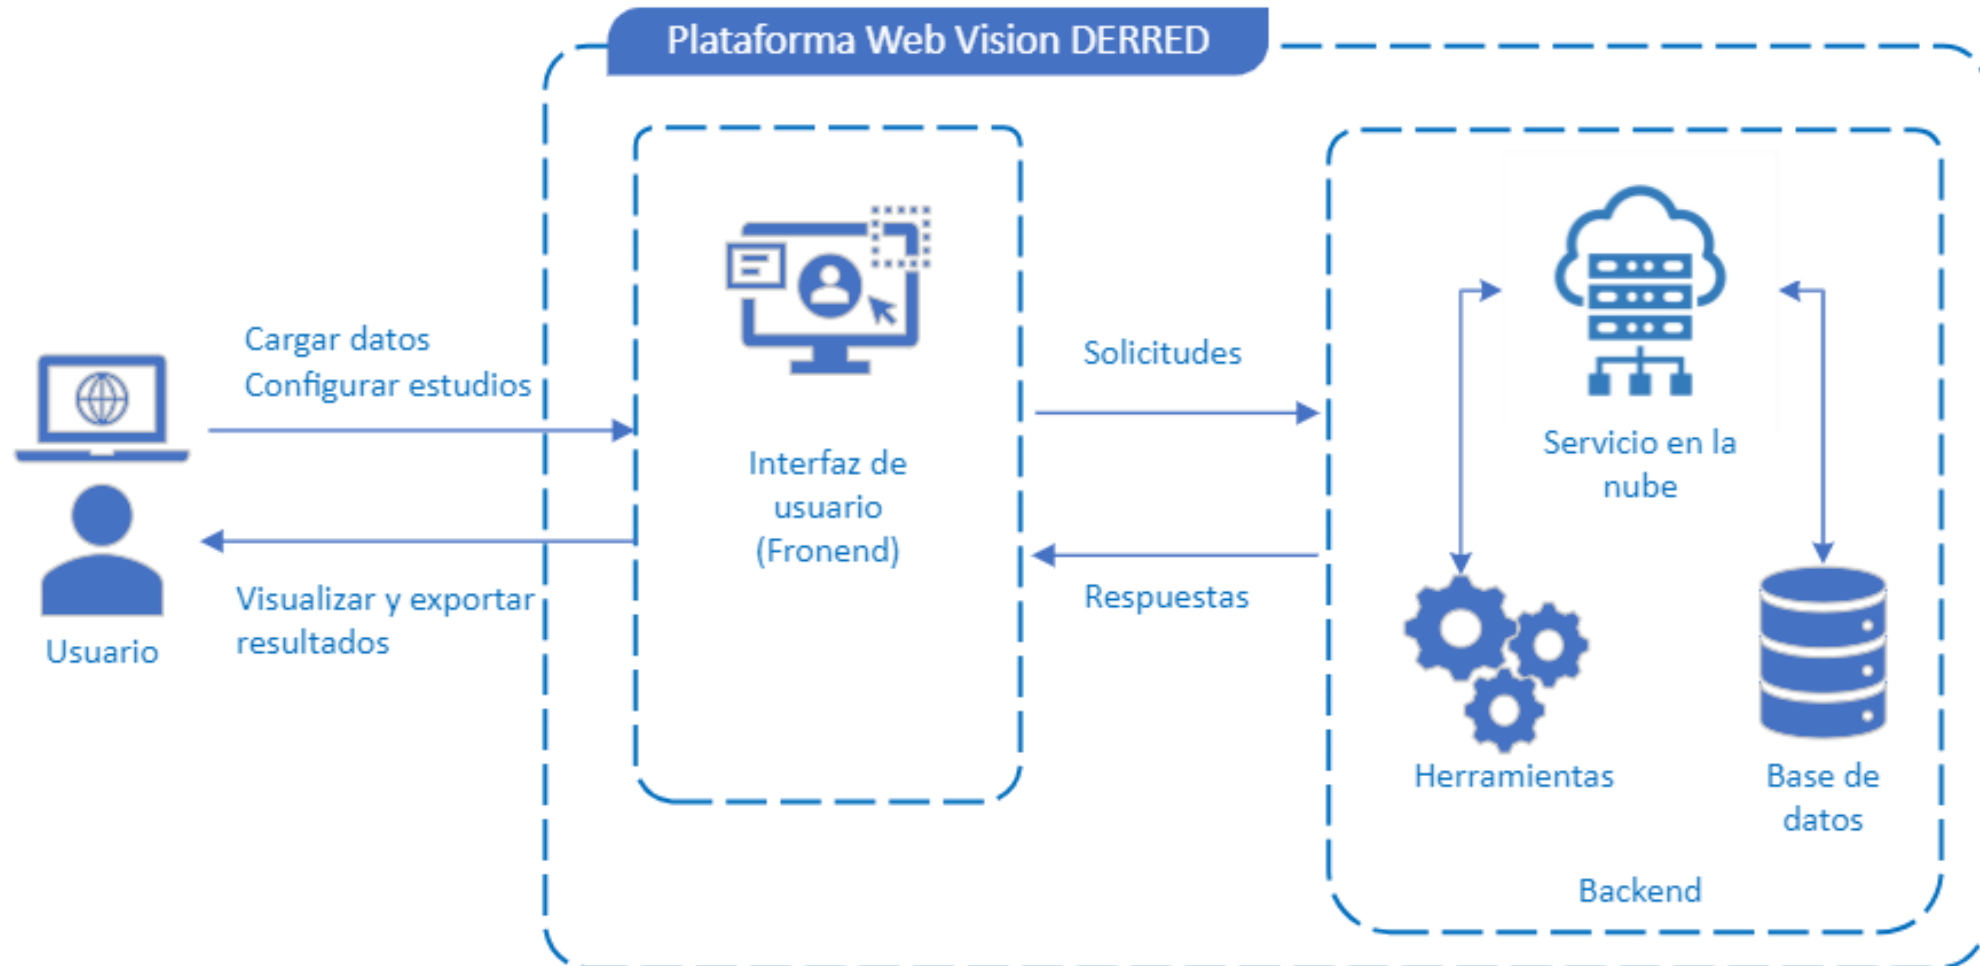 Plataforma Web Vision DERRED
Cargar datos
Configurar estudios
Visualizar y exportar
resultados
Usuario
Interfaz de
usuario
(Fronend)
Solicitudes
Respuestas
Servicio en la
nube
Herramientas
Base de
datos
Backend